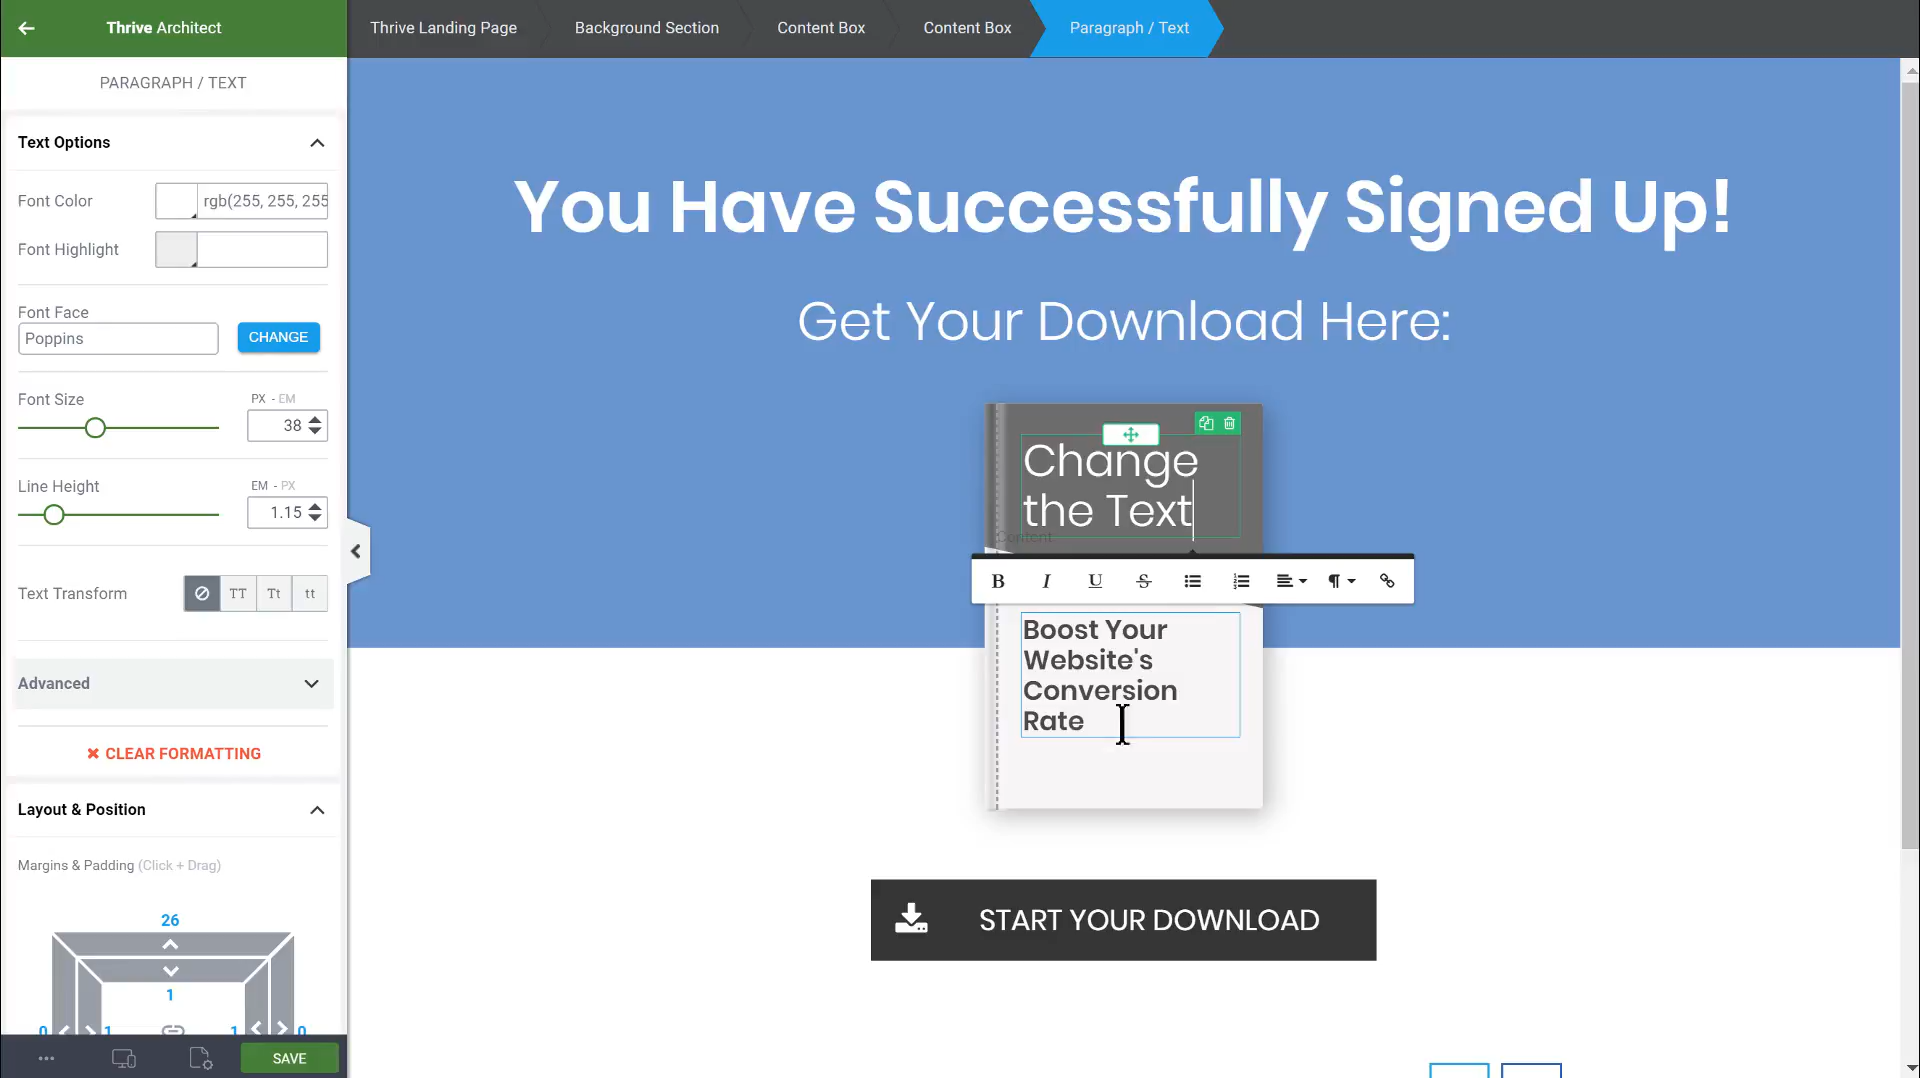 Thrive Architect
Thrive Landing Page
Background Section
Content Box
Content Box
Paragraph / Text
PARAGRAPH / TEXT
Text Options
Font Color
rgb(255, 255, 255
Font Highlight
Font Face
Poppins
CHANGE
Font Size
PX - EM
38
Line Height
EM - PX
1.15
Text Transform
TT
Tt
tt
Advanced
CLEAR FORMATTING
Layout & Position
Margins & Padding (Click + Drag)
26
1
0
1
1
0
SAVE
You Have Successfully Signed Up!
Get Your Download Here:
Change
the Text
Content
B I U S
Boost Your
Website's
Conversion
Rate
START YOUR DOWNLOAD